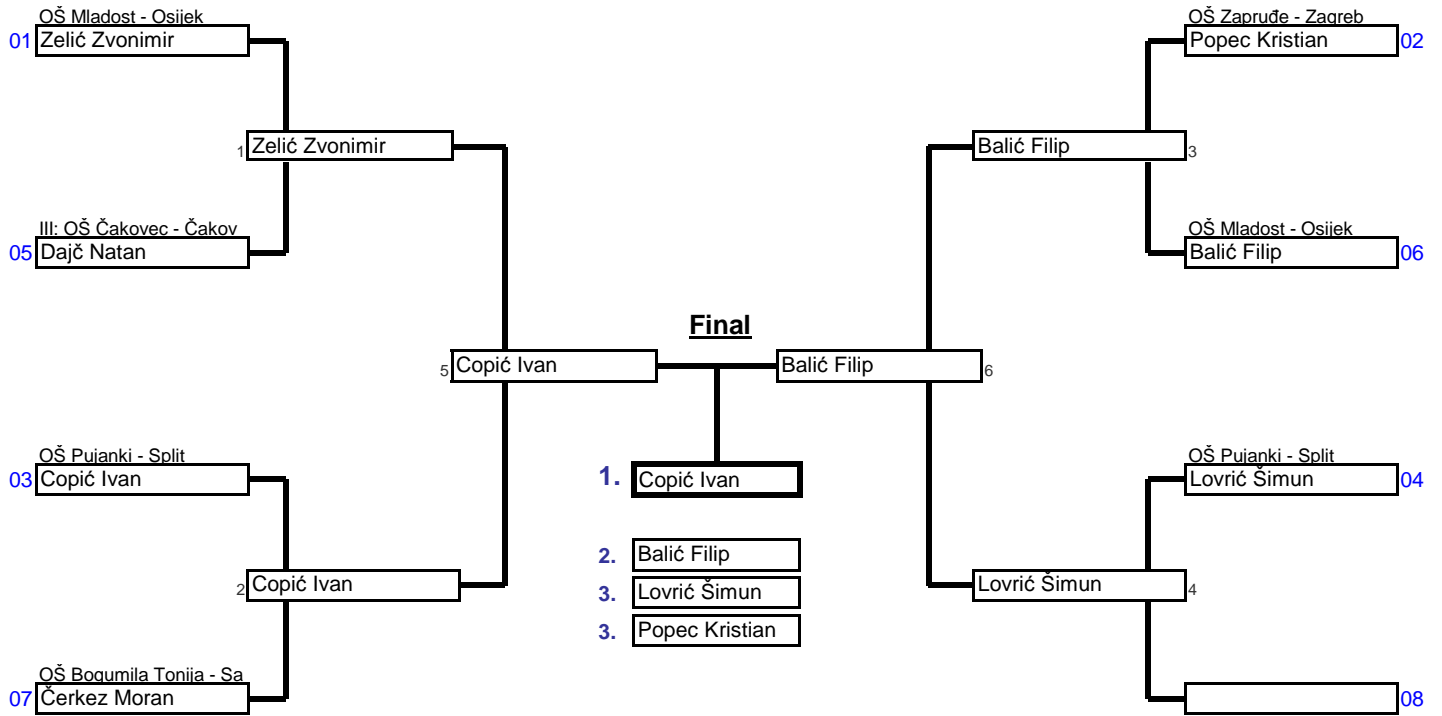 OŠ Mladost - Osijek
01 Zelić Zvonimir
OŠ Zapruđe - Zagreb
Popec Kristian 02
1 Zelić Zvonimir
Balić Filip 3
III: OŠ Čakovec - Čakov
05 Dajč Natan
OŠ Mladost - Osijek
Balić Filip 06
Final
5 Copić Ivan
Balić Filip 6
OŠ Pujanki - Split
03 Copić Ivan
1. Copić Ivan
OŠ Pujanki - Split
Lovrić Šimun 04
2. Balić Filip
3. Lovrić Šimun
3. Popec Kristian
2 Copić Ivan
Lovrić Šimun 4
OŠ Bogumila Tonija - Sa
07 Čerkez Moran
08